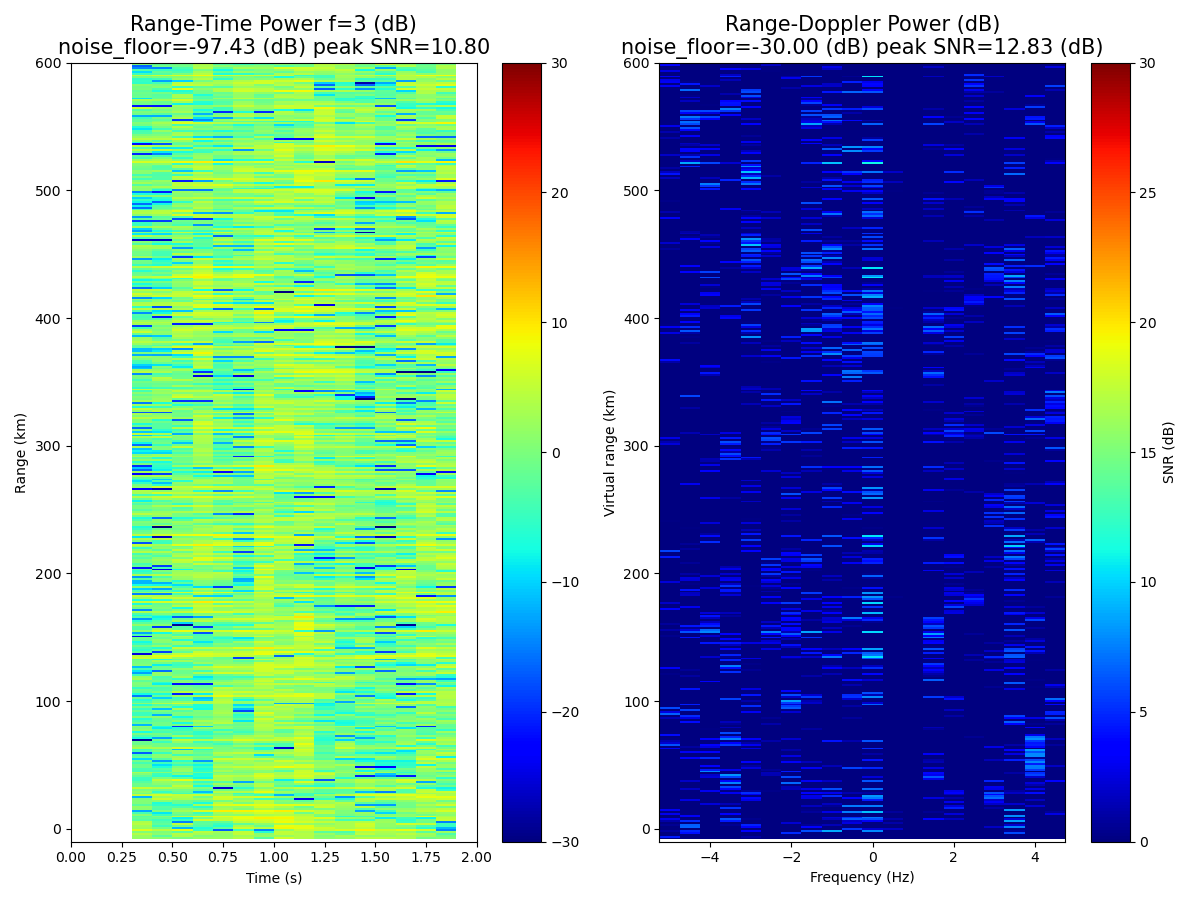 Range-Time Power f=3 (dB)
noise_floor=-97.43 (dB) peak SNR=10.80
Range-Doppler Power (dB)
noise_floor=-30.00 (dB) peak SNR=12.83 (dB)
600
500
400
300
200
100
0
Range (km)
0.00 0.25 0.50 0.75 1.00 1.25 1.50 1.75 2.00
Time (s)
30
20
10
0
−10
−20
−30
600
500
400
300
200
100
0
Virtual range (km)
−4 −2 0 2 4
Frequency (Hz)
30
25
20
15
10
5
0
SNR (dB)